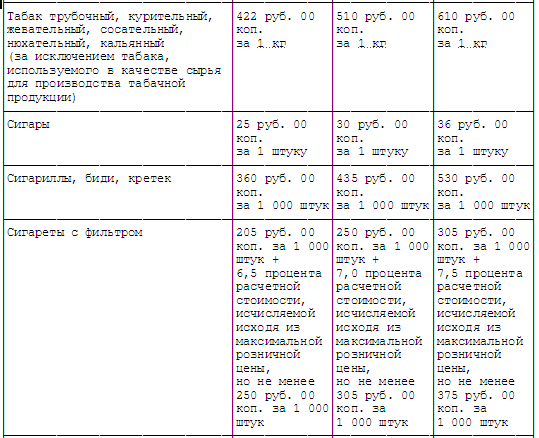 Табак трубочный, курительный,
жевательный, сосательный,
нюхательный, кальянный
(за исключением табака,
используемого в качестве сырья
для производства табачной
продукции)
422 руб. 00
коп.
за 1 кг
510 руб. 00
коп.
за 1 кг
610 руб. 00
коп.
за 1 кг
Сигары
25 руб. 00
коп.
за 1 штуку
30 руб. 00
коп.
за 1 штуку
36 руб. 00
коп.
за 1 штуку
Сигариллы, биди, кретек
360 руб. 00
коп.
за 1 000 штук
435 руб. 00
коп.
за 1 000 штук
530 руб. 00
коп.
за 1 000 штук
Сигареты с фильтром
205 руб. 00
коп. за 1 000
штук +
6,5 процента
расчетной
стоимости,
исчисляемой
исходя из
максимальной
розничной
цены,
но не менее
250 руб. 00
коп. за 1 000
штук
250 руб. 00
коп. за 1 000
штук +
7,0 процента
расчетной
стоимости,
исчисляемой
исходя из
максимальной
розничной
цены,
но не менее
305 руб. 00
коп. за
1 000 штук
305 руб. 00
коп. за 1 000
штук +
7,5 процента
расчетной
стоимости,
исчисляемой
исходя из
максимальной
розничной
цены,
но не менее
375 руб. 00
коп. за
1 000 штук